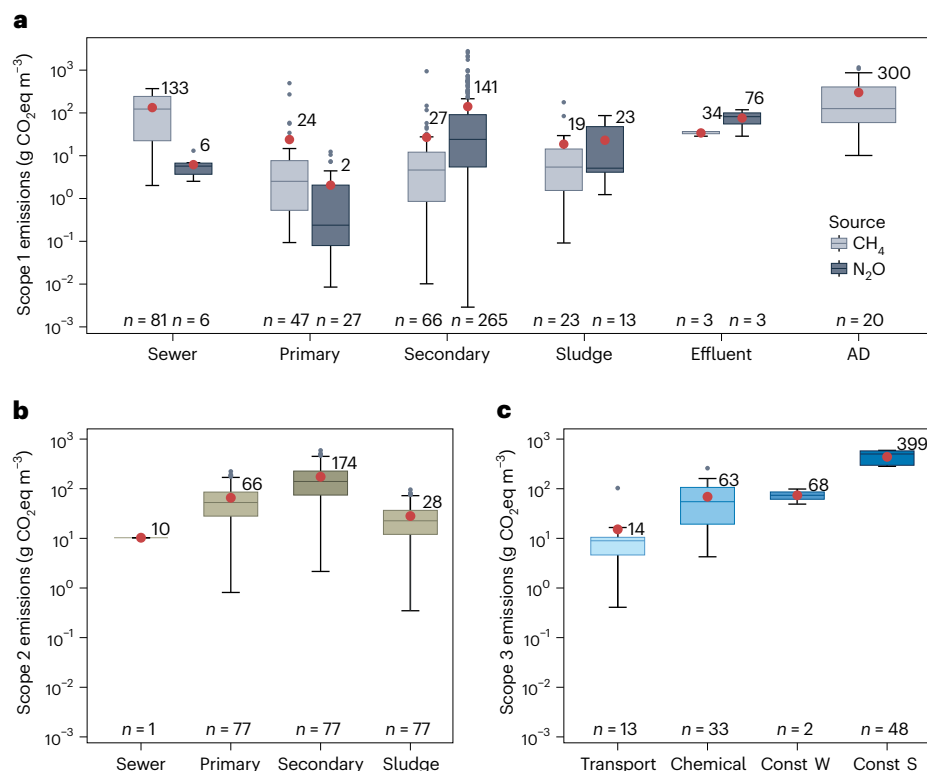 a
Scope 1 emissions (g CO₂eq m⁻³)
10³
10²
10¹
10⁰
10⁻¹
10⁻²
10⁻³
133
6
24
2
27
141
19
23
34
76
300
Source
CH₄
N₂O
n = 81 n = 6
n = 47 n = 27
n = 66 n = 265
n = 23 n = 13
n = 3 n = 3
n = 20
Sewer
Primary
Secondary
Sludge
Effluent
AD
b
Scope 2 emissions (g CO₂eq m⁻³)
10³
10²
10¹
10⁰
10⁻¹
10⁻²
10⁻³
10
66
174
28
n = 1
n = 77
n = 77
n = 77
Sewer
Primary
Secondary
Sludge
c
Scope 3 emissions (g CO₂eq m⁻³)
10³
10²
10¹
10⁰
10⁻¹
10⁻²
10⁻³
14
63
68
399
n = 13
n = 33
n = 2
n = 48
Transport
Chemical
Const W
Const S